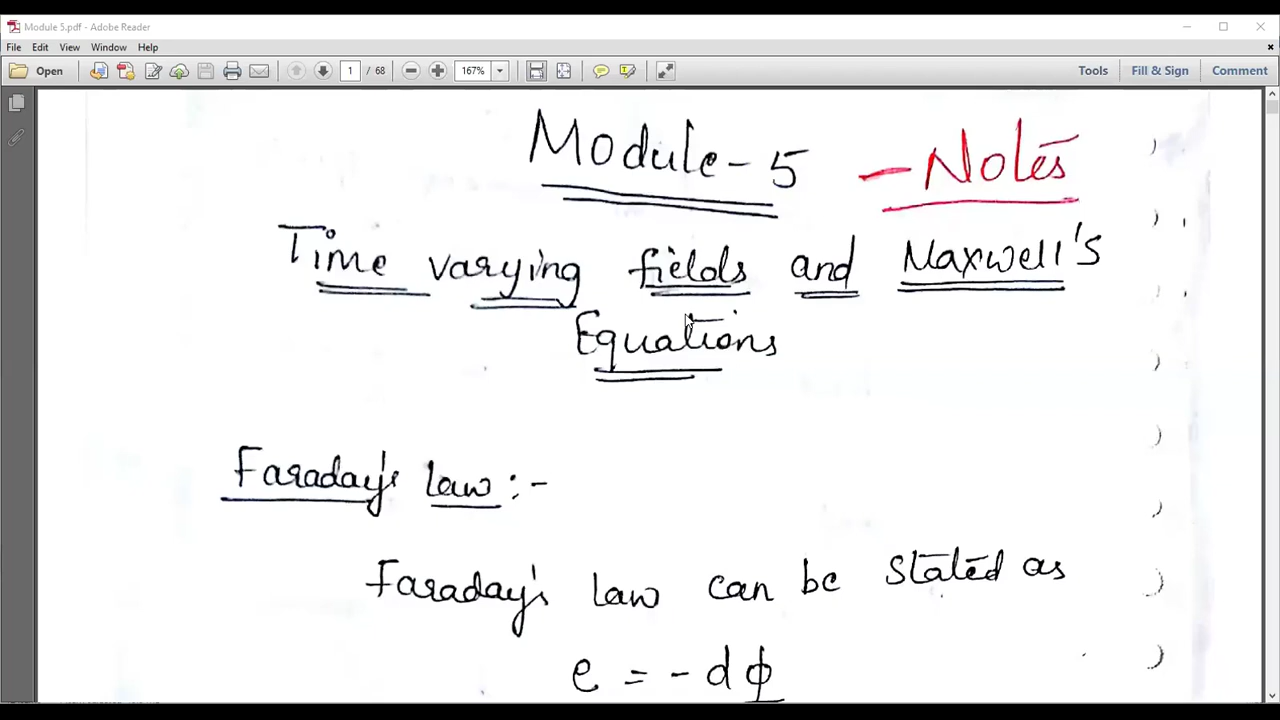 Module 5.pdf - Adobe Reader
File Edit View Window Help
Open 1 / 68 167% Tools Fill & Sign Comment
Module-5 - Notes
Time varying fields and Maxwell's
Equations
Faraday's law :-
Faraday's law can be stated as
e = - dϕ